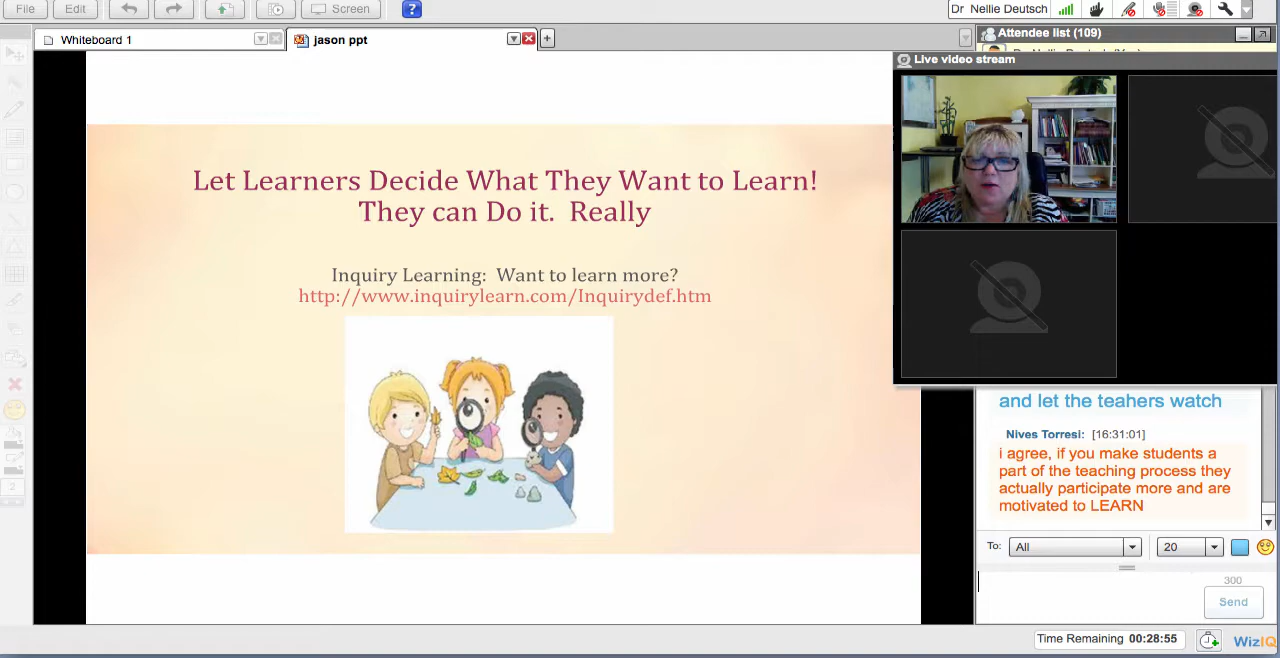 File Edit Screen ? Dr Nellie Deutsch
Whiteboard 1
jason ppt
Attendee list (109)
Live video stream
Let Learners Decide What They Want to Learn!
They can Do it. Really
Inquiry Learning: Want to learn more?
http://www.inquirylearn.com/Inquirydef.htm
2
and let the teahers watch
Nives Torresi: [16:31:01]
i agree, if you make students a
part of the teaching process they
actually participate more and are
motivated to LEARN
To: All 20
300
Send
Time Remaining 00:28:55
WizIQ